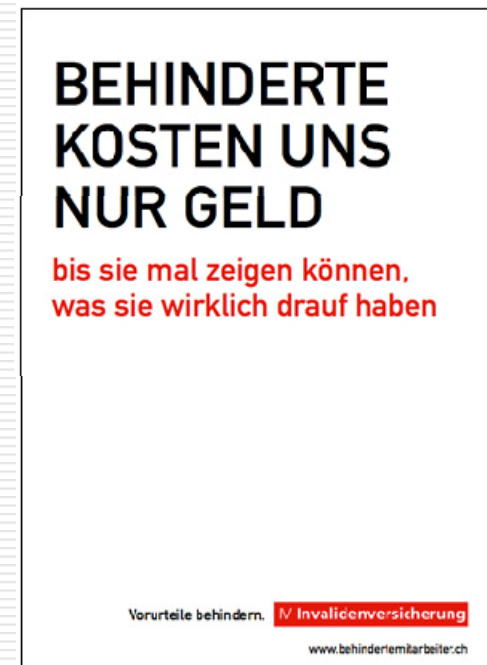 BEHINDERTE
KOSTEN UNS
NUR GELD
bis sie mal zeigen können,
was sie wirklich drauf haben
Vorurteile behindern. IV Invalidenversicherung
www.behindertemitarbeiter.ch